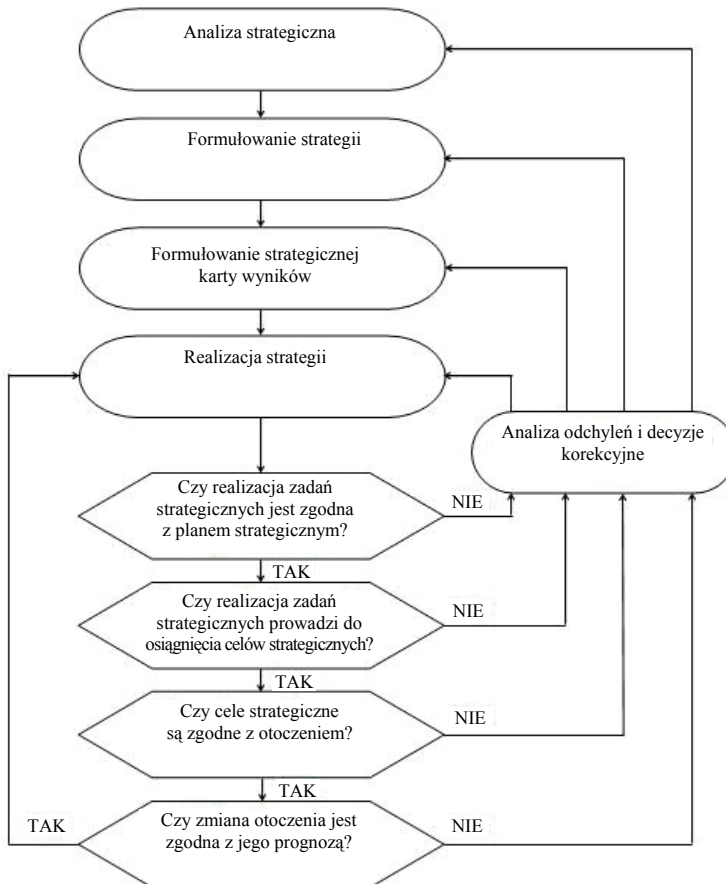 Analiza strategiczna
Formułowanie strategii
Formułowanie strategicznej
karty wyników
Realizacja strategii
Analiza odchyleń i decyzje
korekcyjne
Czy realizacja zadań
strategicznych jest zgodna
z planem strategicznym?
NIE
TAK
Czy realizacja zadań
strategicznych prowadzi do
osiągnięcia celów strategicznych?
NIE
TAK
Czy cele strategiczne
są zgodne z otoczeniem?
NIE
TAK
Czy zmiana otoczenia jest
zgodna z jego prognozą?
TAK
NIE